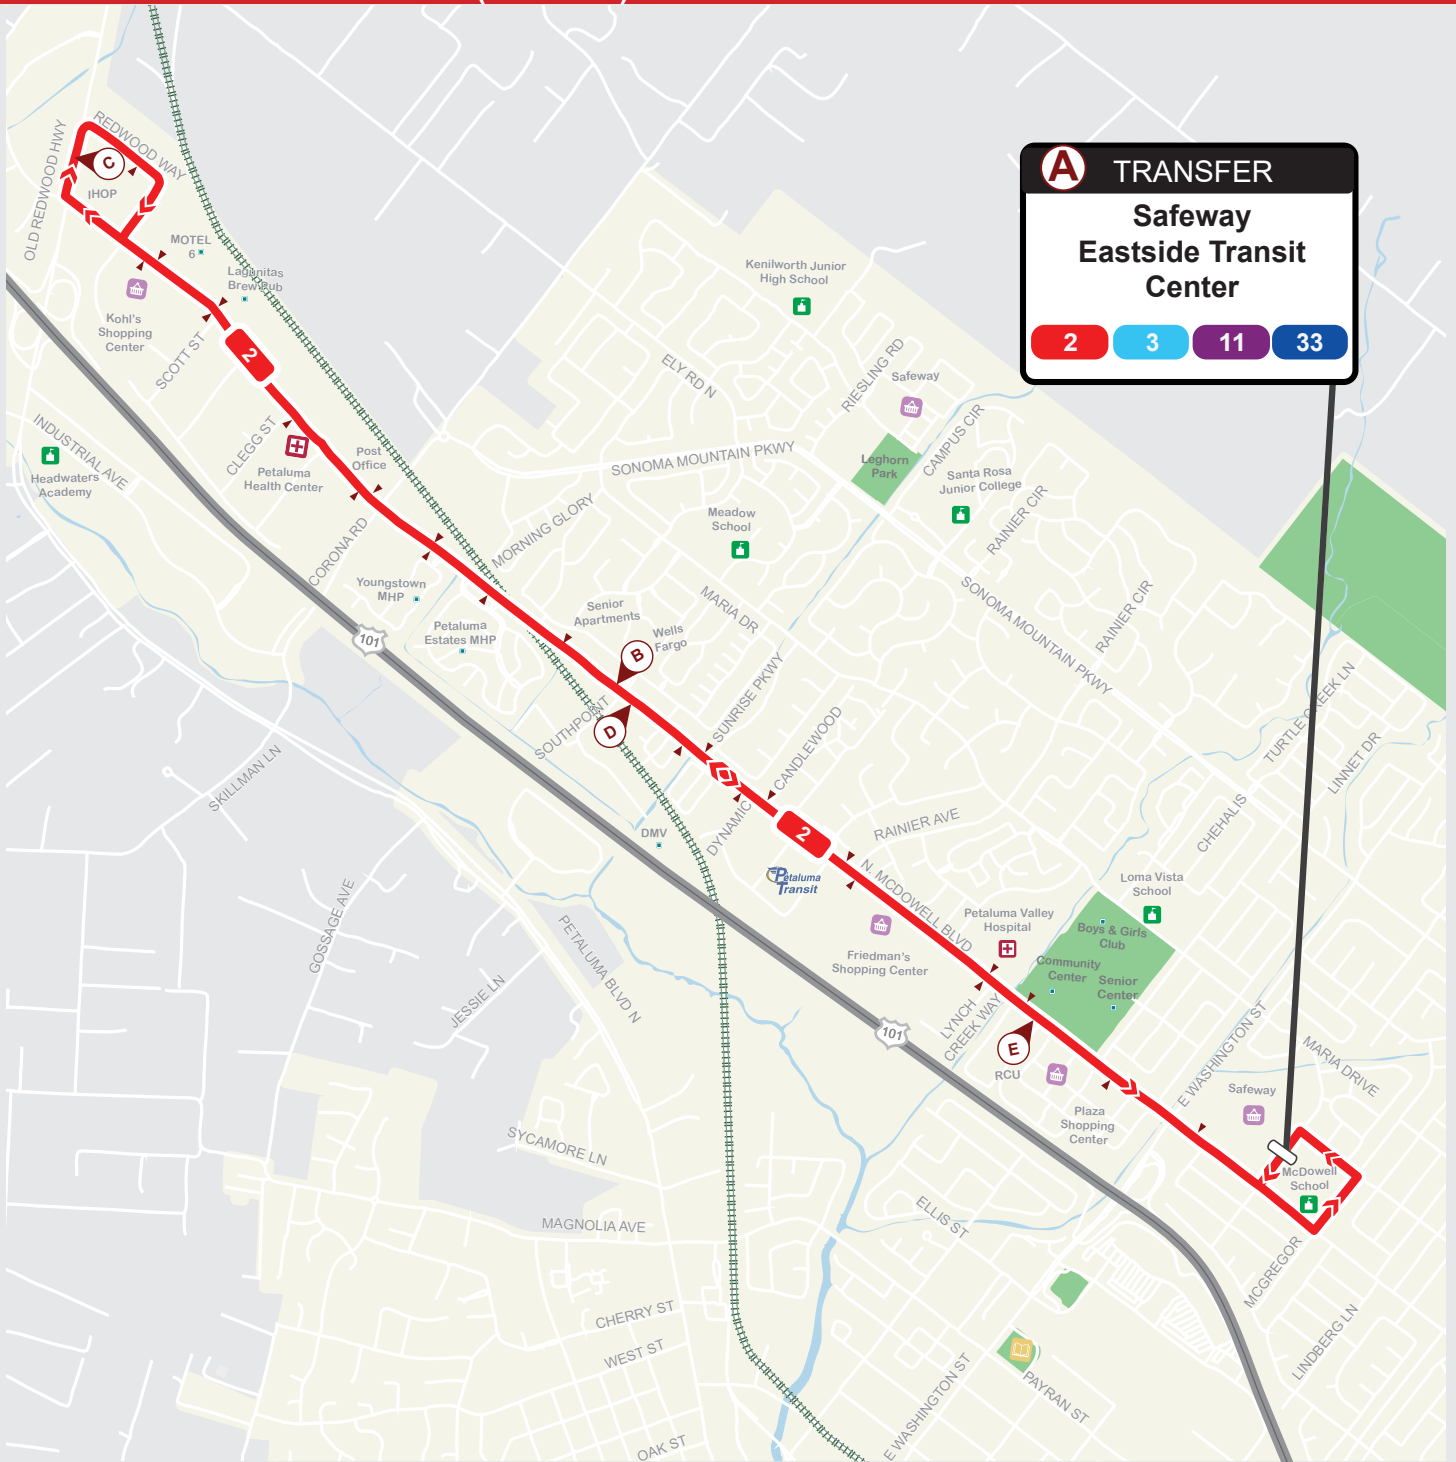 REDWOOD WAY
OLD REDWOOD HWY
C
IHOP
MOTEL
6
Lagunitas
Brew Pub
Kohl's
Shopping
Center
SCOTT ST
2
A TRANSFER
Safeway
Eastside Transit
Center
2 3 11 33
Kenilworth Junior
High School
ELY RD N
RIESLING RD
Safeway
CAMPUS CIR
Leghorn
Park
SONOMA MOUNTAIN PKWY
Santa Rosa
Junior College
RAINIER CIR
INDUSTRIAL AVE
Headwaters
Academy
CLEGG ST
Petaluma
Health Center
Post
Office
CORONA RD
MORNING GLORY
Meadow
School
Youngstown
MHP
Petaluma
Estates MHP
101
Senior
Apartments
Wells
Fargo
MARIA DR
B
SONOMA MOUNTAIN PKWY
RAINIER CIR
SOUTHPOINT
D
SUNRISE PKWY
CANDLEWOOD
TURTLE CREEK LN
LINNET DR
SKILLMAN LN
DMV
DYNAMIC
2
RAINIER AVE
CHEHALIS
Petaluma
Transit
N. MCDOWELL BLVD
Loma Vista
School
Petaluma Valley
Hospital
Boys & Girls
Club
Community
Center
Senior
Center
Friedman's
Shopping Center
GOSSAGE AVE
PETALUMA BLVD N
JESSIE LN
101
LYNCH
CREEK WAY
E
RCU
Plaza
Shopping
Center
E WASHINGTON ST
MARIA DRIVE
Safeway
McDowell
School
SYCAMORE LN
MAGNOLIA AVE
ELLIS ST
MCGREGOR
CHERRY ST
WEST ST
LINDBERG LN
PAYRAN ST
E WASHINGTON ST
OAK ST